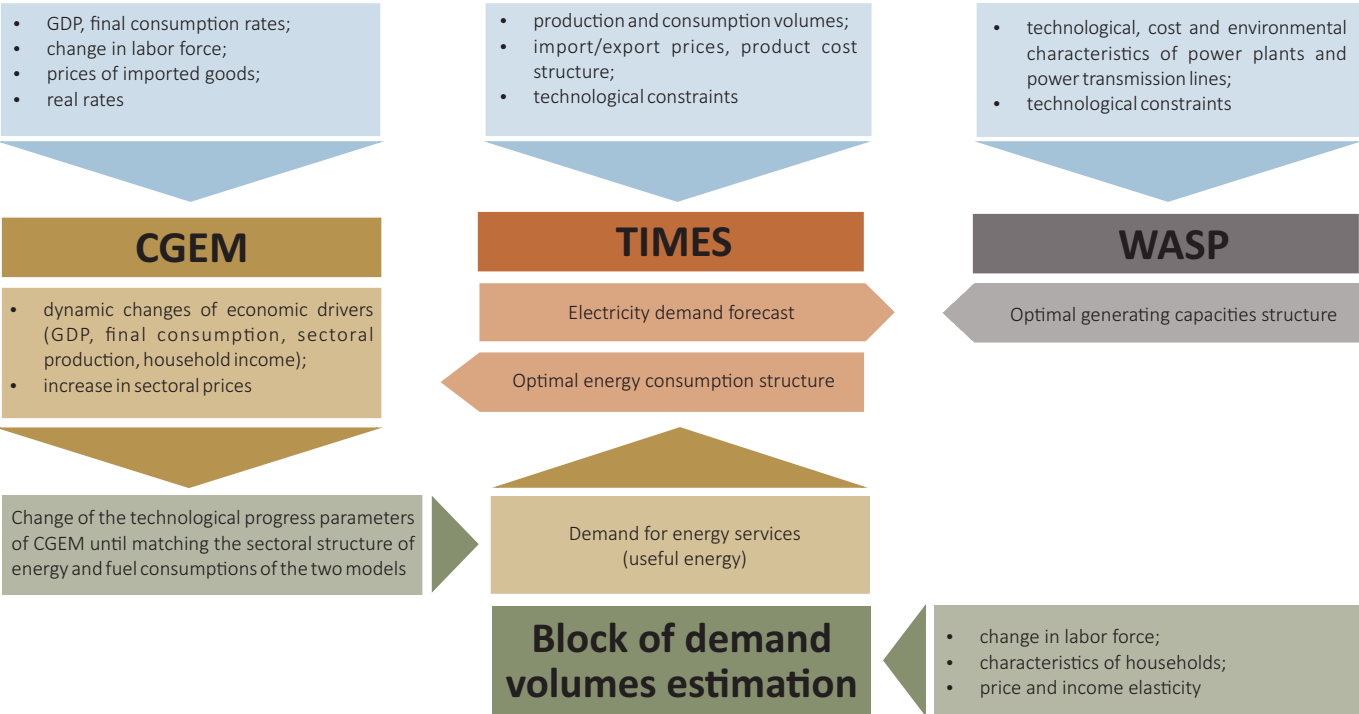 • GDP, final consumption rates;
• change in labor force;
• prices of imported goods;
• real rates
• production and consumption volumes;
• import/export prices, product cost
structure;
• technological constraints
• technological, cost and environmental
characteristics of power plants and
power transmission lines;
• technological constraints
CGEM
TIMES
WASP
• dynamic changes of economic drivers
(GDP, final consumption, sectoral
production, household income);
• increase in sectoral prices
Electricity demand forecast
Optimal energy consumption structure
Optimal generating capacities structure
Change of the technological progress parameters
of CGEM until matching the sectoral structure of
energy and fuel consumptions of the two models
Demand for energy services
(useful energy)
Block of demand
volumes estimation
• change in labor force;
• characteristics of households;
• price and income elasticity